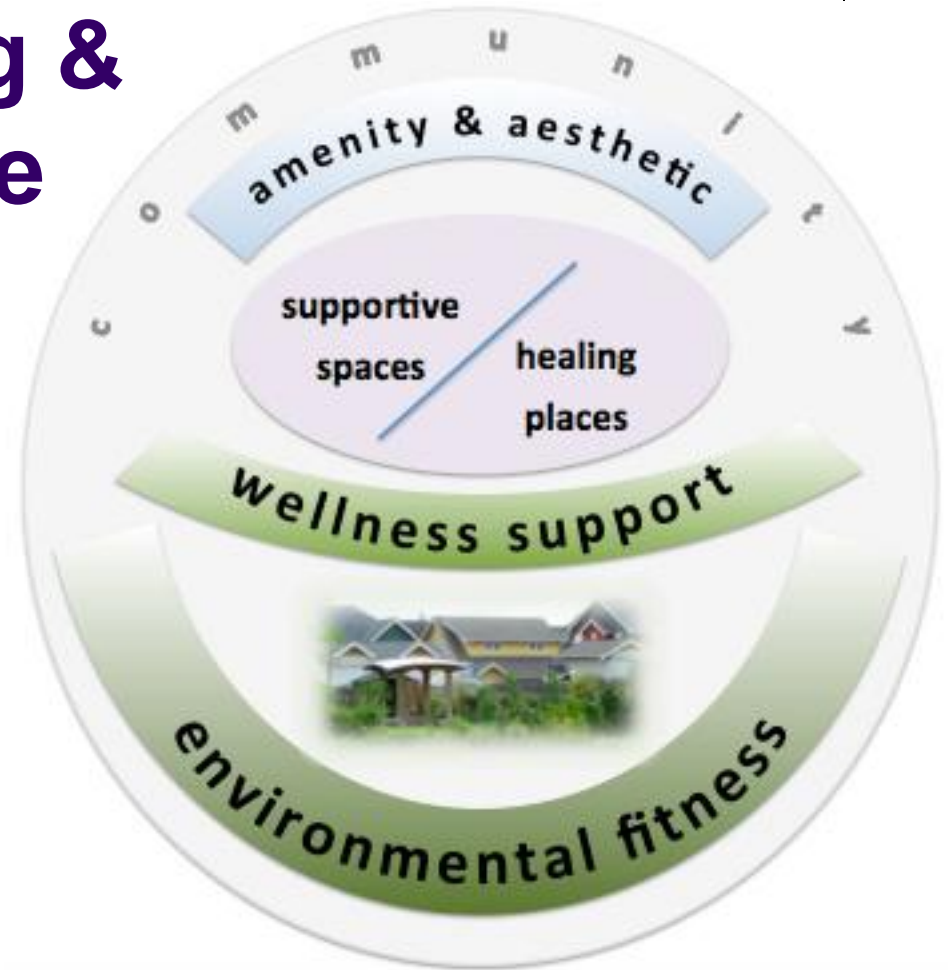 g &
e
community
amenity & aesthetic
supportive
spaces
healing
places
wellness support
environmental fitness